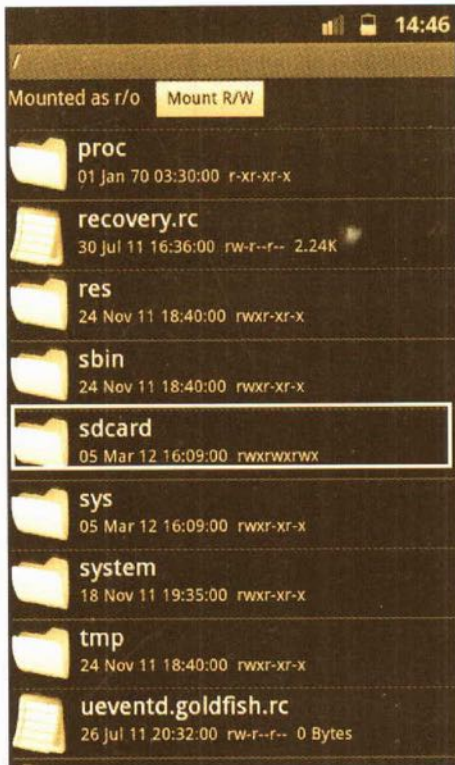 14:46
/
Mounted as r/o Mount R/W
proc
01 Jan 70 03:30:00 r-xr-xr-x
recovery.rc
30 Jul 11 16:36:00 rw-r--r-- 2.24K
res
24 Nov 11 18:40:00 rwxr-xr-x
sbin
24 Nov 11 18:40:00 rwxr-xr-x
sdcard
05 Mar 12 16:09:00 rwxrwxrwx
sys
05 Mar 12 16:09:00 rwxr-xr-x
system
18 Nov 11 19:35:00 rwxr-xr-x
tmp
24 Nov 11 18:40:00 rwxr-xr-x
ueventd.goldfish.rc
26 Jul 11 20:32:00 rw-r--r-- 0 Bytes